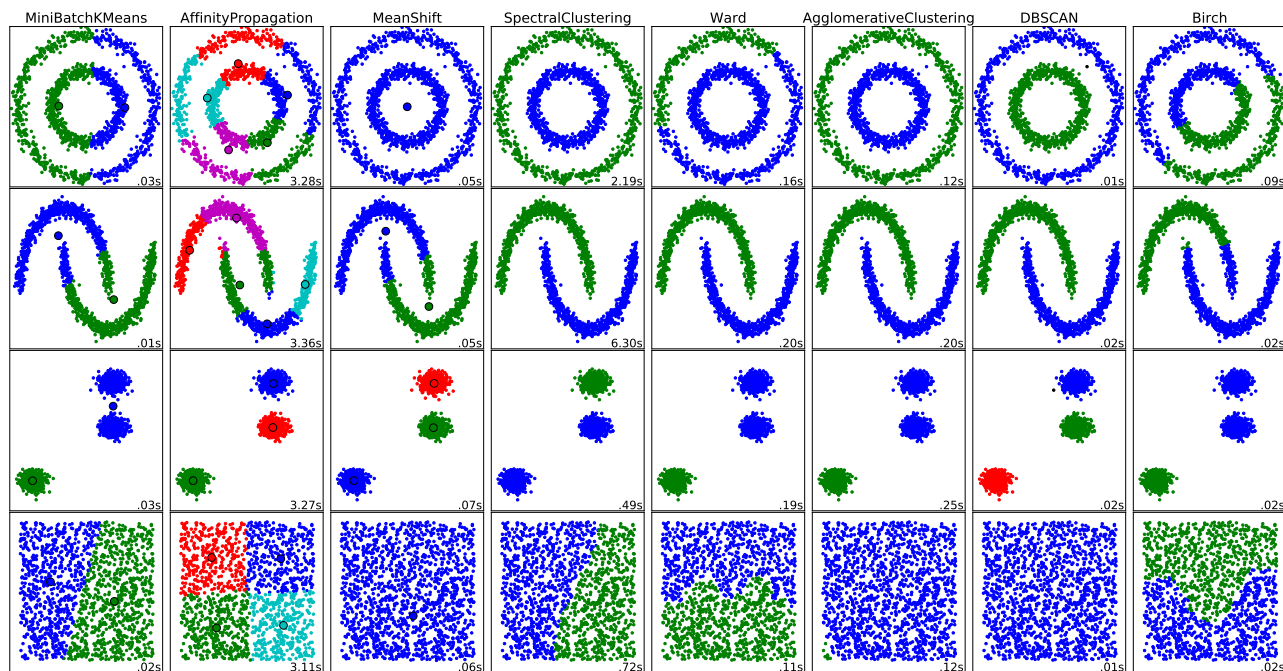 MiniBatchKMeans AffinityPropagation MeanShift SpectralClustering Ward AgglomerativeClustering DBSCAN Birch
.03s 3.28s .05s 2.19s .16s .12s .01s .09s
.01s 3.36s .05s 6.30s .20s .20s .02s .02s
.03s 3.27s .07s .49s .19s .25s .02s .02s
.02s 3.11s .06s .72s .11s .12s .01s .02s